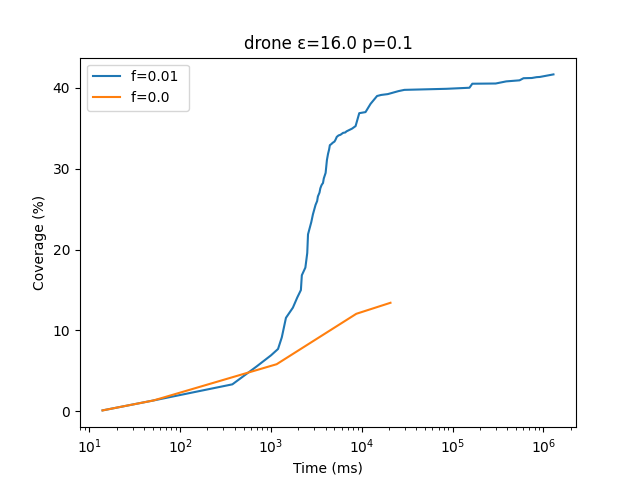 drone ε=16.0 p=0.1
f=0.01
f=0.0
Coverage (%)
40
30
20
10
0
10¹ 10² 10³ 10⁴ 10⁵ 10⁶
Time (ms)